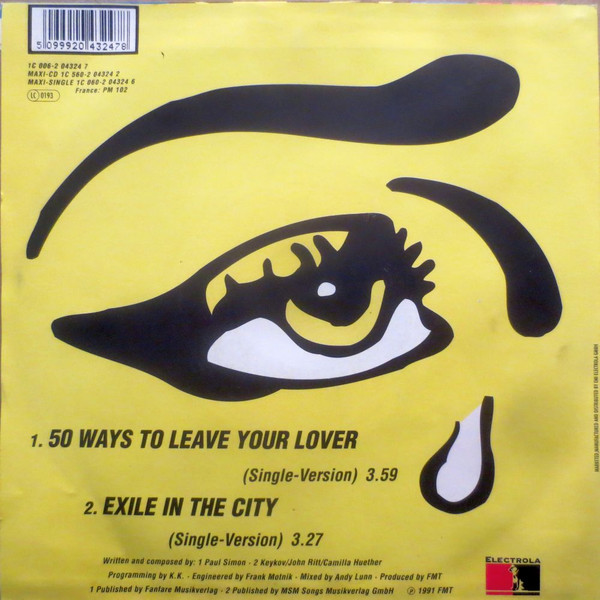 5 099920 432478
1C 006-2 04324 7
MAXI-CD 1C 560-2 04324 2
MAXI-SINGLE 1C 060-2 04324 6
France: PM 102
LC 0193
1. 50 WAYS TO LEAVE YOUR LOVER
(Single-Version) 3.59
2. EXILE IN THE CITY
(Single-Version) 3.27
Written and composed by: 1 Paul Simon - 2 Keykov/John Ritt/Camilla Huether
Programming by K.K. - Engineered by Frank Motnik - Mixed by Andy Lunn - Produced by FMT
1 Published by Fanfare Musikverlag - 2 Published by MSM Songs Musikverlag GmbH
ELECTROLA
℗ 1991 FMT